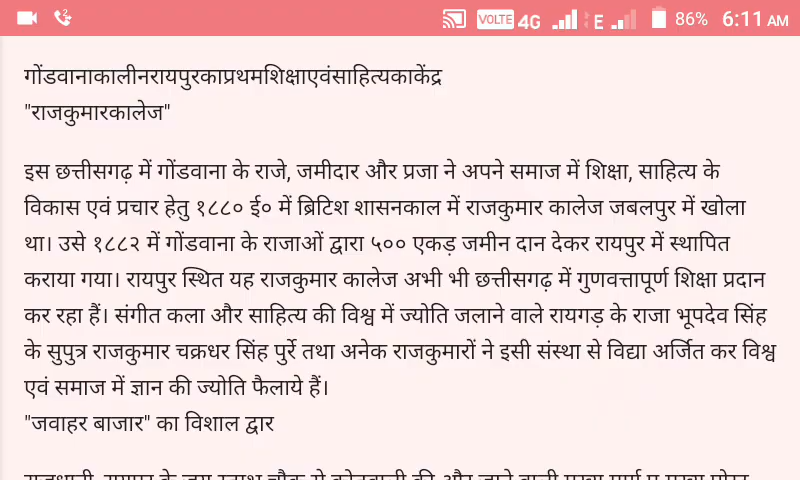 VOLTE 4G E 86% 6:11 AM
गोंडवानाकालीनरायपुरकाप्रथमशिक्षाएवंसाहित्यकाकेंद्र
"राजकुमारकालेज"
इस छत्तीसगढ़ में गोंडवाना के राजे, जमीदार और प्रजा ने अपने समाज में शिक्षा, साहित्य के
विकास एवं प्रचार हेतु १८८० ई० में ब्रिटिश शासनकाल में राजकुमार कालेज जबलपुर में खोला
था। उसे १८८२ में गोंडवाना के राजाओं द्वारा ५०० एकड़ जमीन दान देकर रायपुर में स्थापित
कराया गया। रायपुर स्थित यह राजकुमार कालेज अभी भी छत्तीसगढ़ में गुणवत्तापूर्ण शिक्षा प्रदान
कर रहा हैं। संगीत कला और साहित्य की विश्व में ज्योति जलाने वाले रायगड़ के राजा भूपदेव सिंह
के सुपुत्र राजकुमार चक्रधर सिंह पुर्रे तथा अनेक राजकुमारों ने इसी संस्था से विद्या अर्जित कर विश्व
एवं समाज में ज्ञान की ज्योति फैलाये हैं।
"जवाहर बाजार" का विशाल द्वार